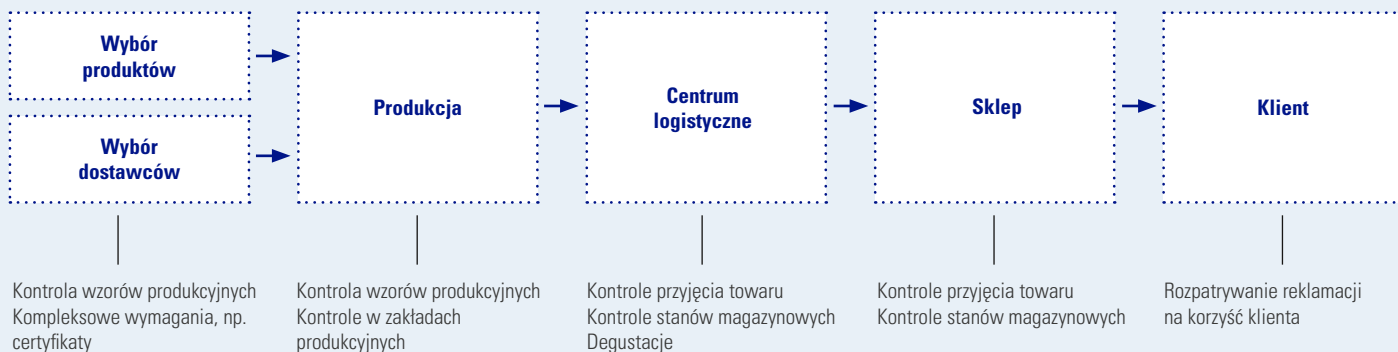 Wybór
produktów
Wybór
dostawców
Produkcja
Centrum
logistyczne
Sklep
Klient
Kontrola wzorów produkcyjnych
Kompleksowe wymagania, np.
certyfikaty
Kontrola wzorów produkcyjnych
Kontrole w zakładach
produkcyjnych
Kontrole przyjęcia towaru
Kontrole stanów magazynowych
Degustacje
Kontrole przyjęcia towaru
Kontrole stanów magazynowych
Rozpatrywanie reklamacji
na korzyść klienta